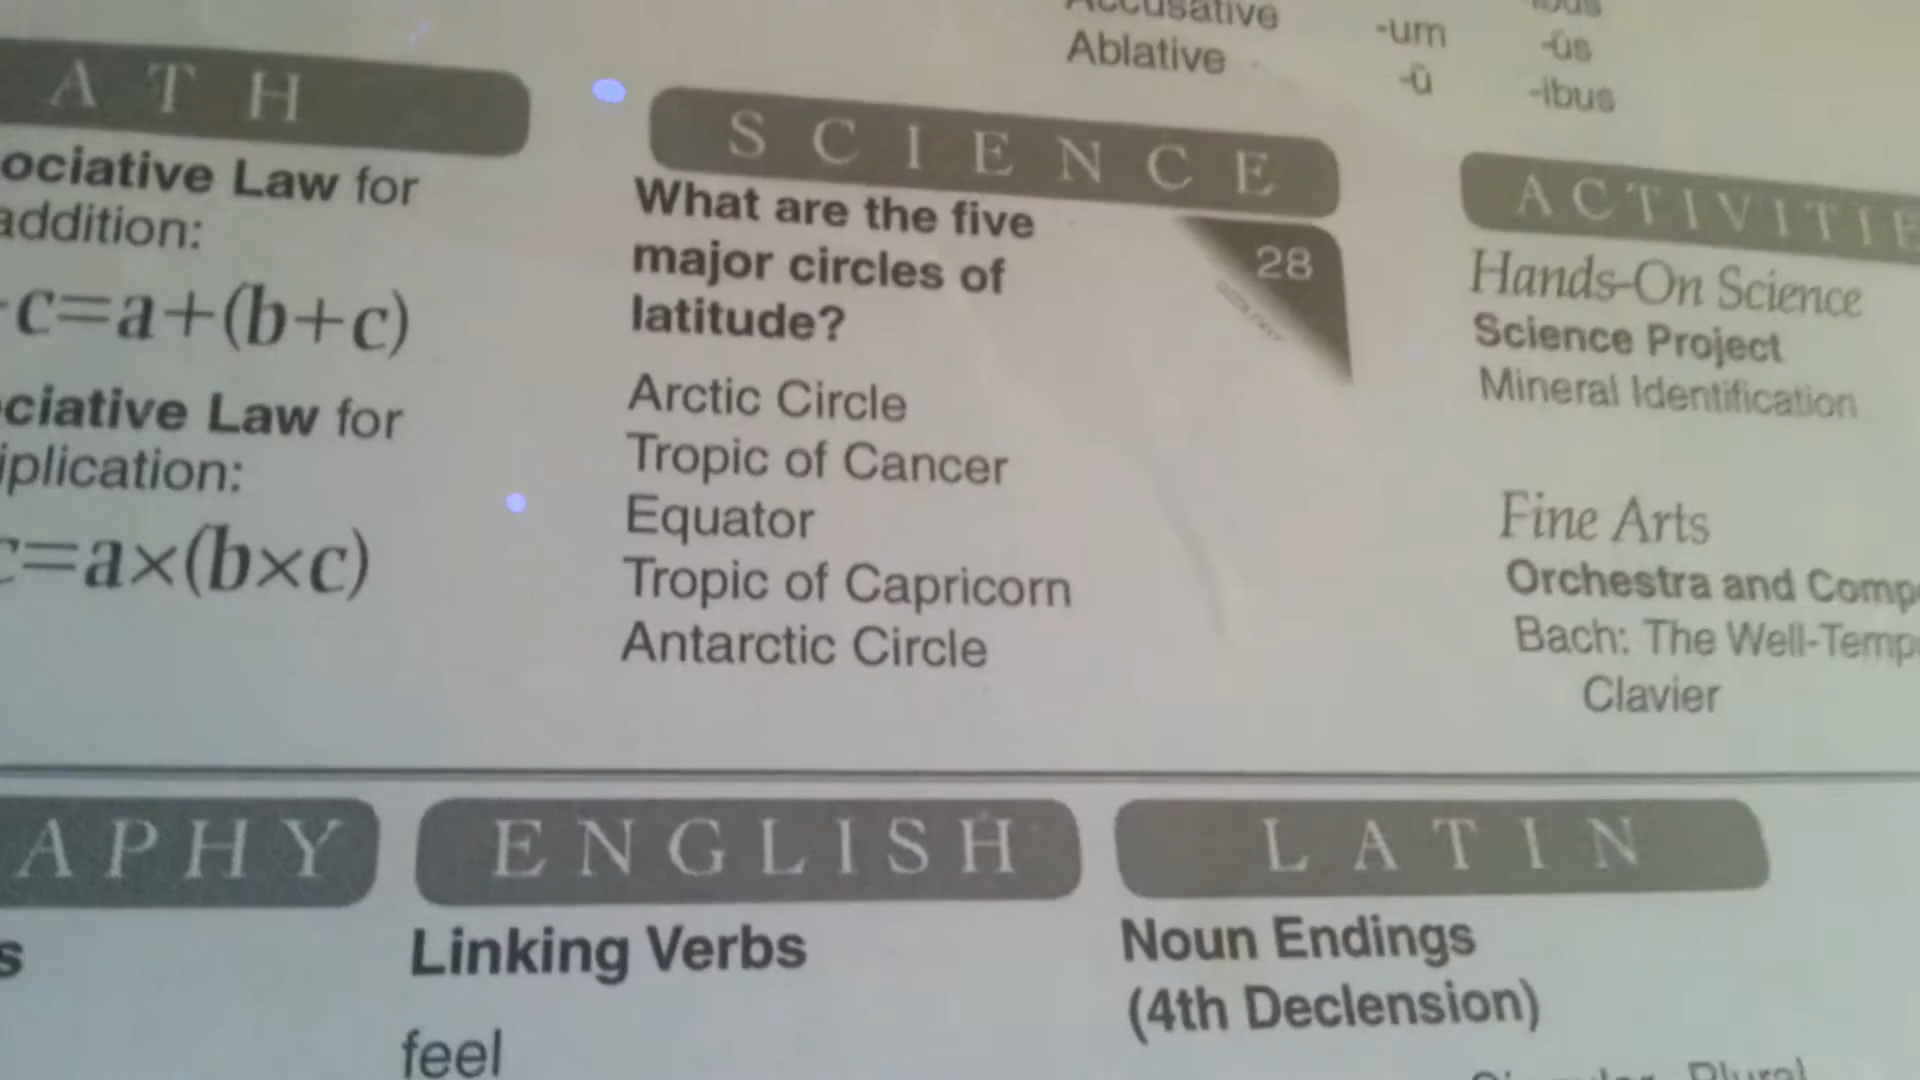 Accusative -um -ūs
Ablative -ū -ibus
A T H
ociative Law for
addition:
c=a+(b+c)
ciative Law for
iplication:
c=a×(b×c)
SCIENCE
28
What are the five
major circles of
latitude?
Arctic Circle
Tropic of Cancer
Equator
Tropic of Capricorn
Antarctic Circle
ACTIVITIE
Hands-On Science
Science Project
Mineral Identification
Fine Arts
Orchestra and Comp
Bach: The Well-Temp
Clavier
APHY
s
ENGLISH
Linking Verbs
feel
LATIN
Noun Endings
(4th Declension)
Singular Plural